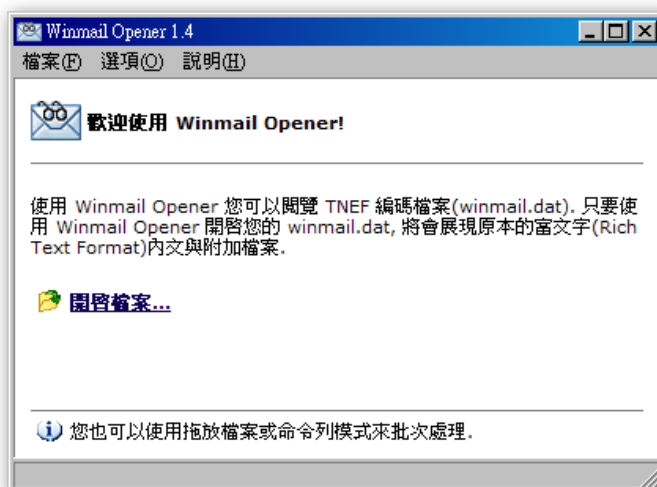 Winmail Opener 1.4
檔案(F) 選項(O) 說明(H)
歡迎使用 Winmail Opener!
使用 Winmail Opener 您可以閱覽 TNEF 編碼檔案(winmail.dat). 只要使
用 Winmail Opener 開啓您的 winmail.dat, 將會展現原本的富文字(Rich
Text Format)內文與附加檔案.
開啓檔案...
您也可以使用拖放檔案或命令列模式來批次處理.